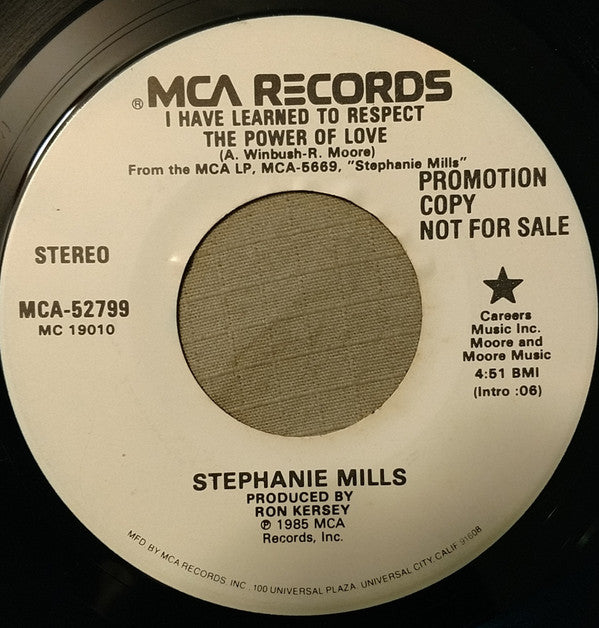 ® MCA RECORDS
I HAVE LEARNED TO RESPECT
THE POWER OF LOVE
(A. Winbush-R. Moore)
From the MCA LP, MCA-5669, "Stephanie Mills"
PROMOTION
COPY
NOT FOR SALE
STEREO
MCA-52799
MC 19010
Careers
Music Inc.
Moore and
Moore Music
4:51 BMI
(Intro :06)
STEPHANIE MILLS
PRODUCED BY
RON KERSEY
℗ 1985 MCA
Records, Inc.
MFD BY MCA RECORDS, INC., 100 UNIVERSAL PLAZA, UNIVERSAL CITY, CALIF. 91608